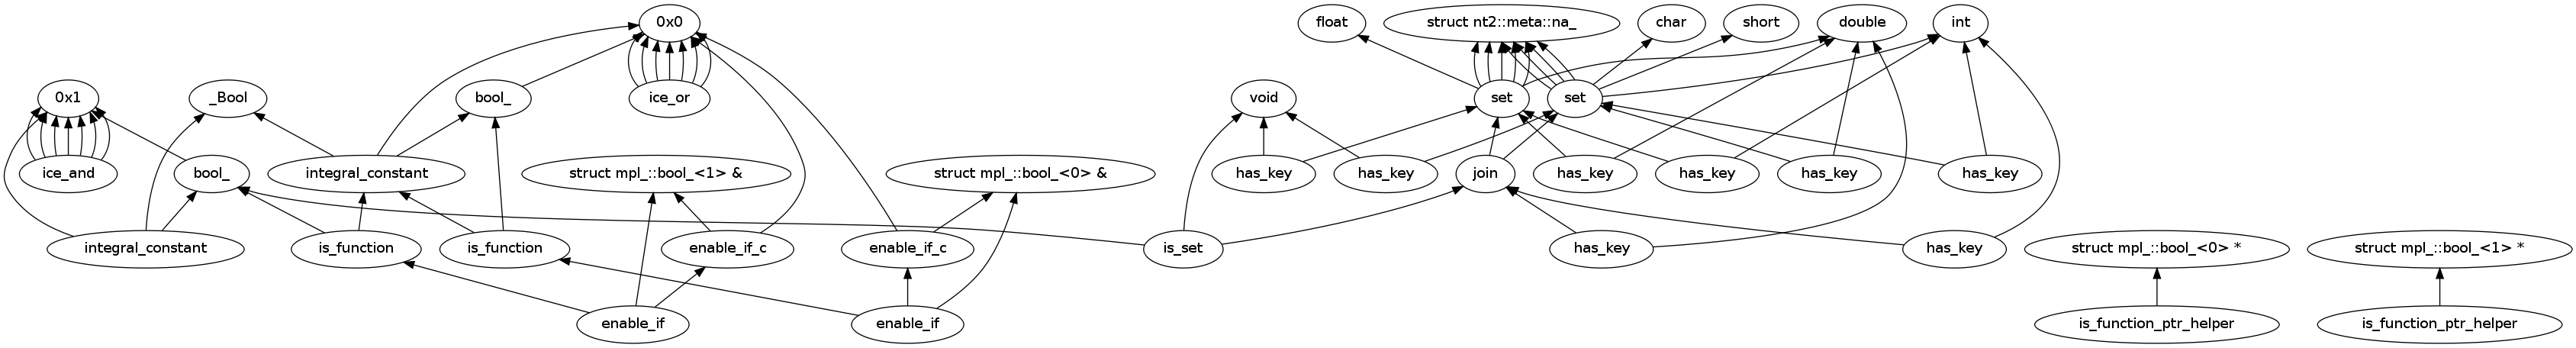 0x0
float
struct nt2::meta::na_
char
short
double
int
0x1
_Bool
bool_
ice_or
void
set
set
ice_and
bool_
integral_constant
struct mpl_::bool_<1> &
struct mpl_::bool_<0> &
has_key
has_key
join
has_key
has_key
has_key
has_key
integral_constant
is_function
is_function
enable_if_c
enable_if_c
is_set
has_key
has_key
struct mpl_::bool_<0> *
struct mpl_::bool_<1> *
enable_if
enable_if
is_function_ptr_helper
is_function_ptr_helper